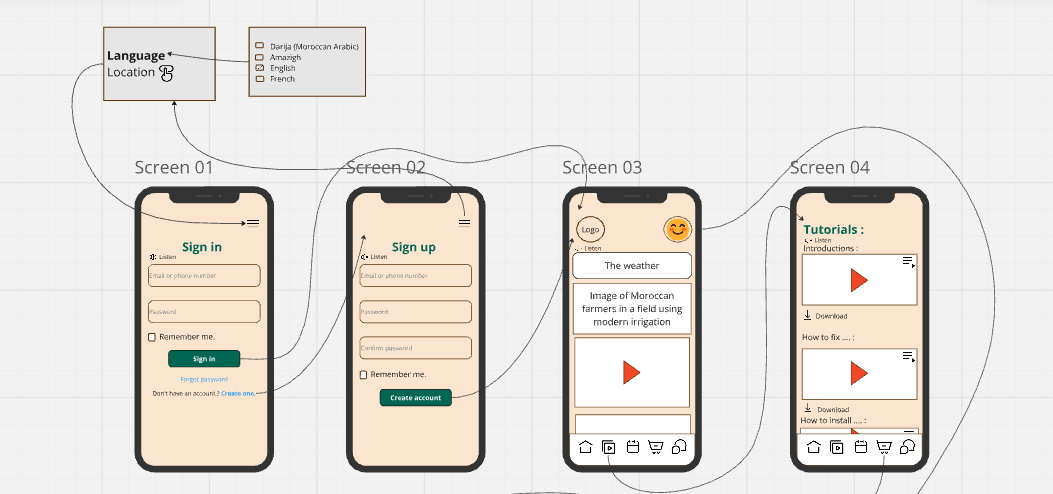 Language
Location
Darija (Moroccan Arabic)
Amazigh
English
French
Screen 01
Sign in
Listen
Email or phone number
Password
Remember me.
Sign in
Forgot password
Don't have an account ? Create one.
Screen 02
Sign up
Listen
Email or phone number
Password
Confirm password
Remember me.
Create account
Screen 03
Logo
Listen
The weather
Image of Moroccan
farmers in a field using
modern irrigation
Screen 04
Tutorials :
Listen
Introductions :
Download
How to fix .... :
Download
How to install .... :